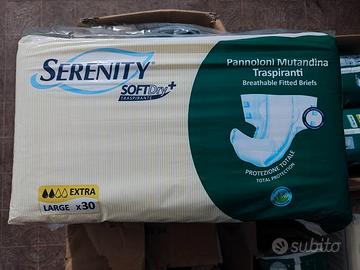 SERENITY
SOFTDry+
TRASPIRANTE
Pannoloni Mutandina
Traspiranti
Breathable Fitted Briefs
PROTEZIONE TOTALE
TOTAL PROTECTION
EXTRA
LARGE x30
subito